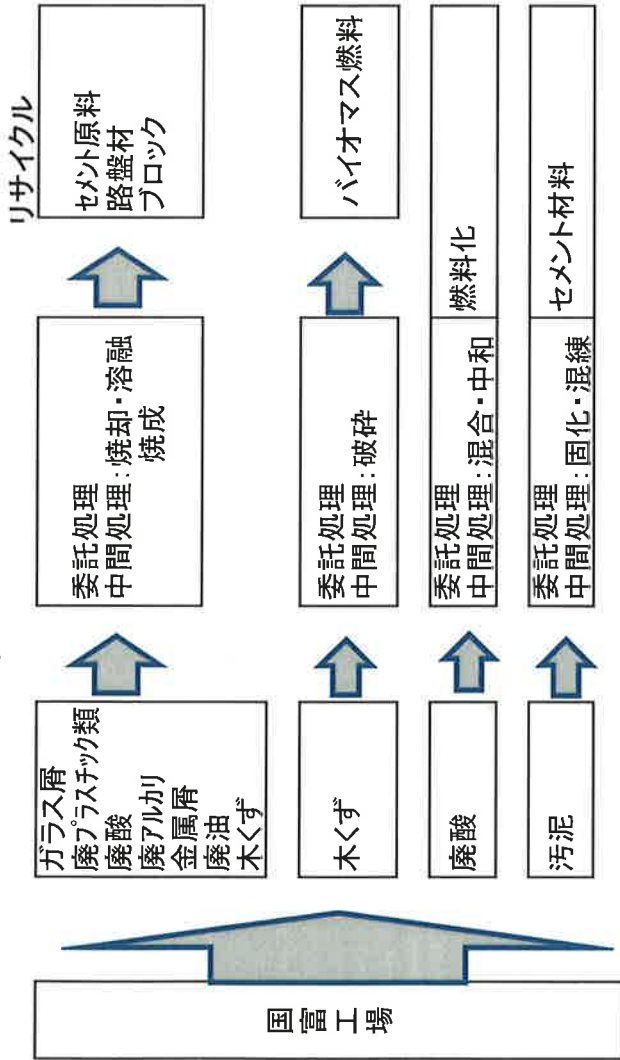 リサイクル
国富工場
ガラス屑
廃プラスチック類
廃酸
廃アルカリ
金属屑
廃油
木くず
委託処理
中間処理:焼却・溶融
焼成
セメント原料
路盤材
ブロック
木くず
委託処理
中間処理:破砕
バイオマス燃料
廃酸
委託処理
中間処理:混合・中和
燃料化
汚泥
委託処理
中間処理:固化・混練
セメント材料